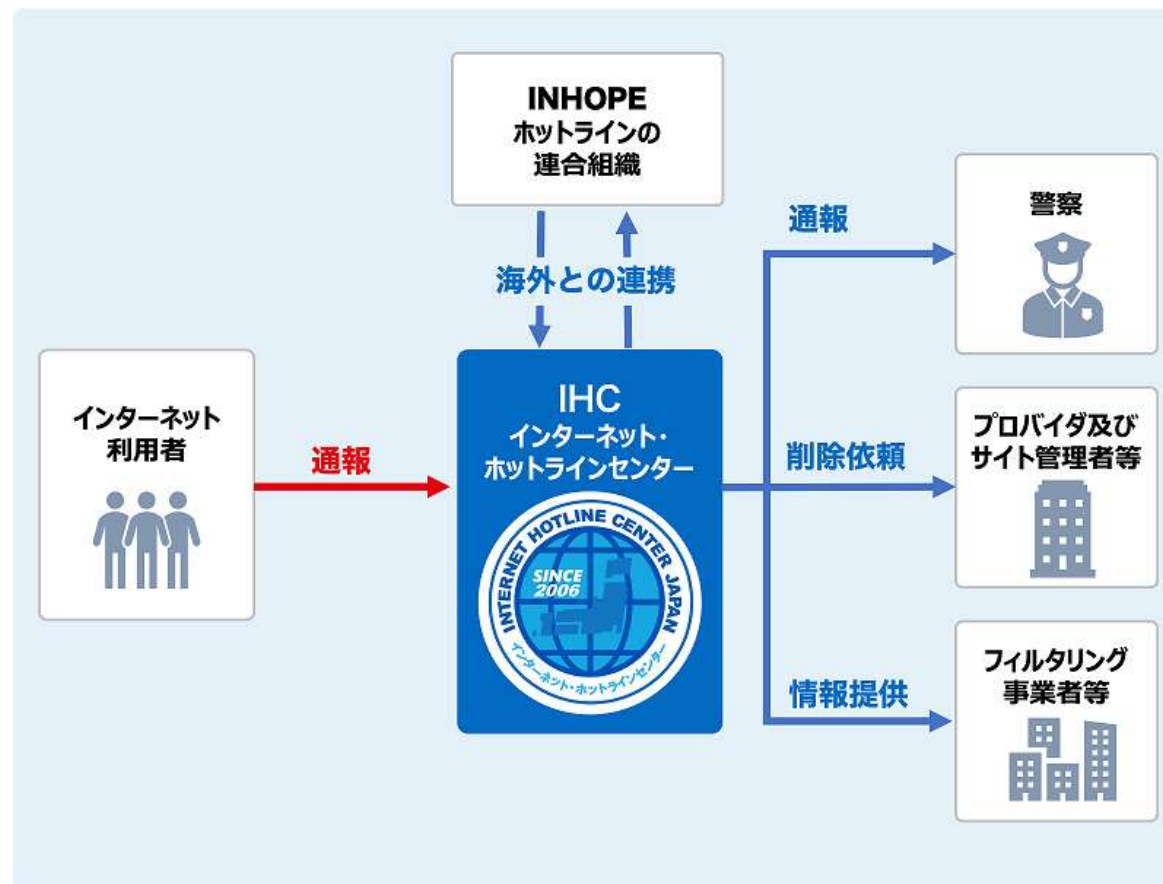 INHOPE
ホットラインの
連合組織
海外との連携
インターネット
利用者
通報
IHC
インターネット・
ホットラインセンター
INTERNET HOTLINE CENTER JAPAN
SINCE
2006
インターネット・ホットラインセンター
通報
警察
削除依頼
プロバイダ及び
サイト管理者等
情報提供
フィルタリング
事業者等